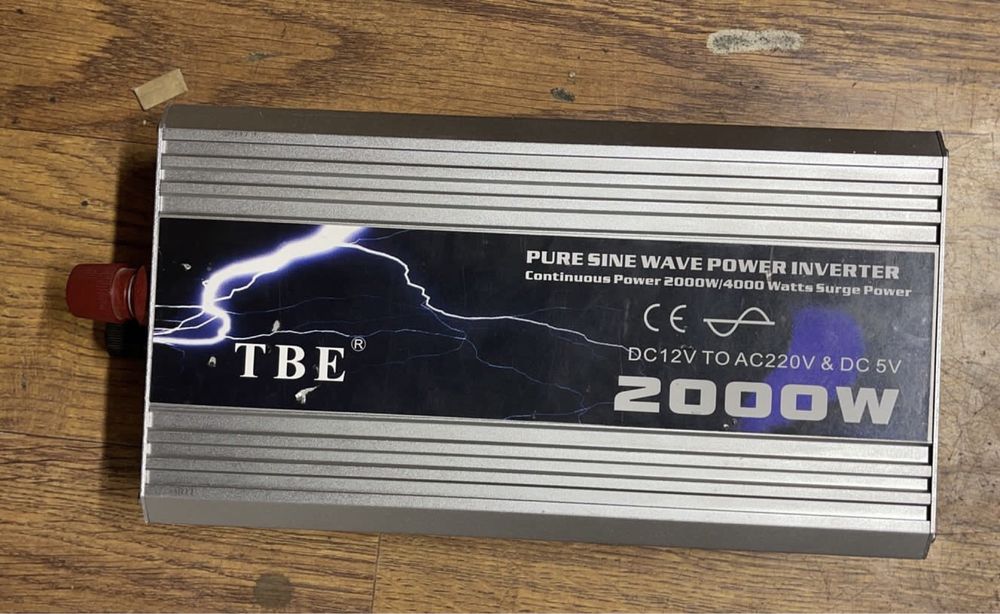 PURE SINE WAVE POWER INVERTER
Continuous Power 2000W/4000 Watts Surge Power
CE
TBE®
DC12V TO AC220V & DC 5V
2000W